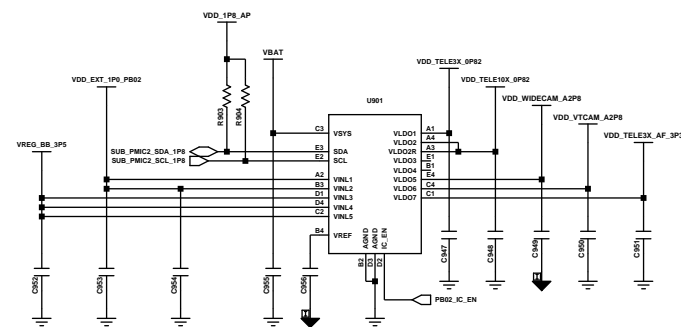 VDD_1P8_AP
VBAT
VDD_TELE3X_0P82
VDD_EXT_1P0_PB02
VDD_TELE10X_0P82
U901
VDD_WIDECAM_A2P8
R903
R904
VDD_VTCAM_A2P8
VREG_BB_3P5
C3 VSYS VLDO1 A1
VDD_TELE3X_AF_3P
VLDO2 A4
SUB_PMIC2_SDA_1P8 E3 SDA VLDO2R A3
SUB_PMIC2_SCL_1P8 E2 SCL VLDO3 E1
VLDO4 B1
A2 VINL1 VLDO5 E4
B3 VINL2 VLDO6 C4
D1 VINL3 VLDO7 C1
D4 VINL4
C2 VINL5
B4 VREF
AGND
AGND
IC_EN
B2
D3
D2
C952
C953
C954
C955
C956
C947
C948
C949
C950
C951
PB02_IC_EN